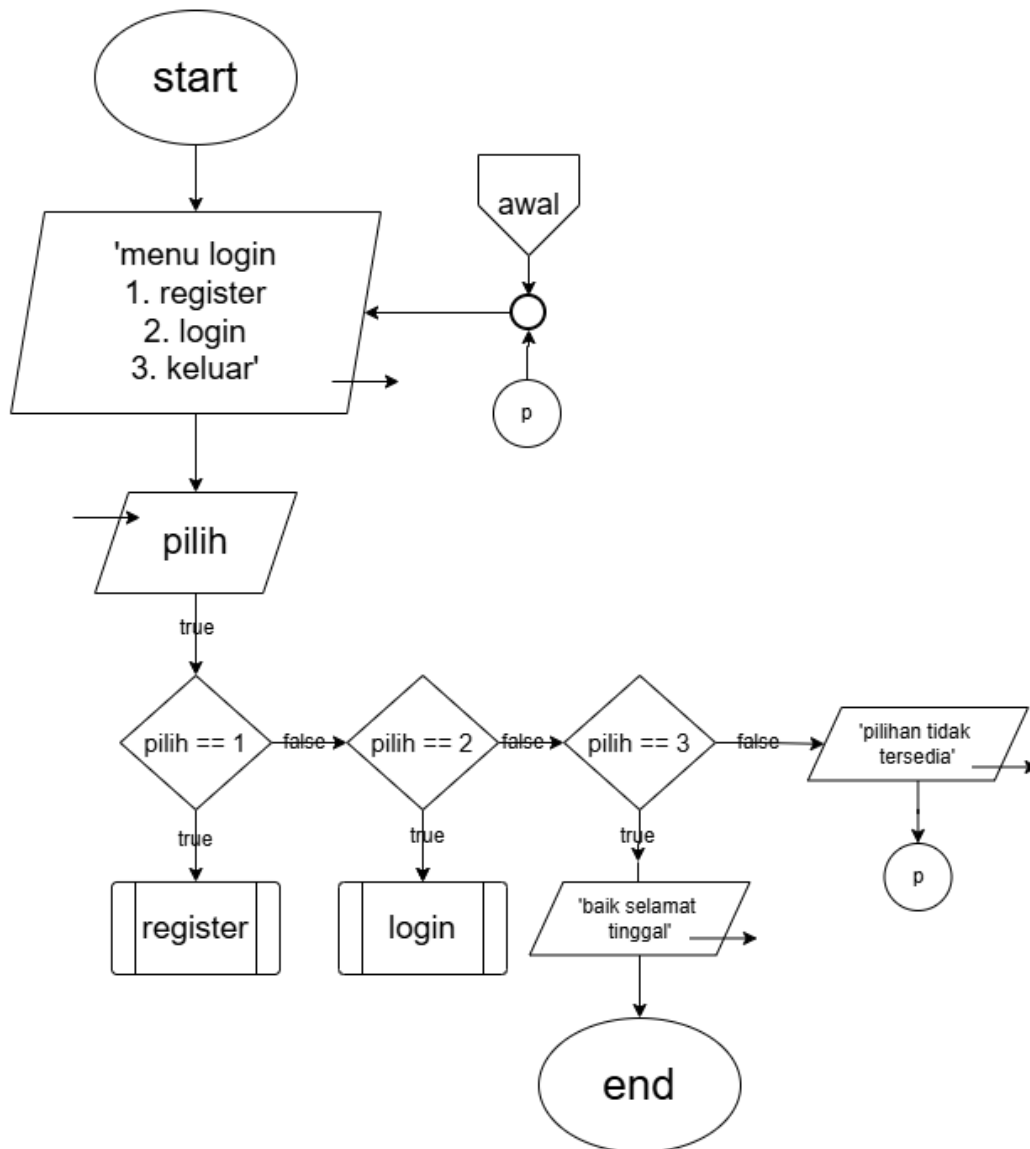 start
awal
'menu login
1. register
2. login
3. keluar'
p
pilih
true
pilih == 1
false
pilih == 2
false
pilih == 3
false
'pilihan tidak
tersedia'
true
true
true
p
register
login
'baik selamat
tinggal'
end